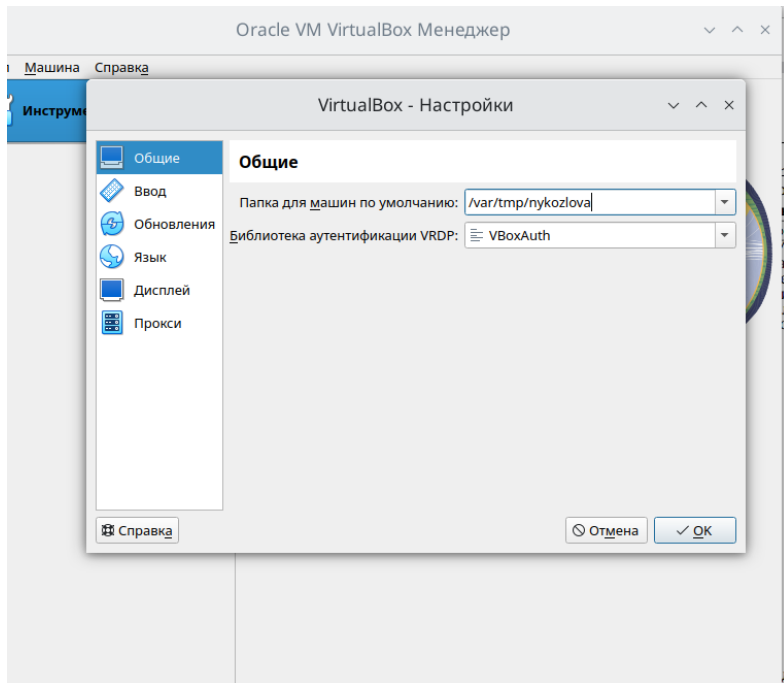 Oracle VM VirtualBox Менеджер
Машина Справка
Инструме
VirtualBox - Настройки
Общие
Ввод
Обновления
Язык
Дисплей
Прокси
Общие
Папка для машин по умолчанию: /var/tmp/nykozlova
Библиотека аутентификации VRDP: VBoxAuth
Справка
Отмена
OK